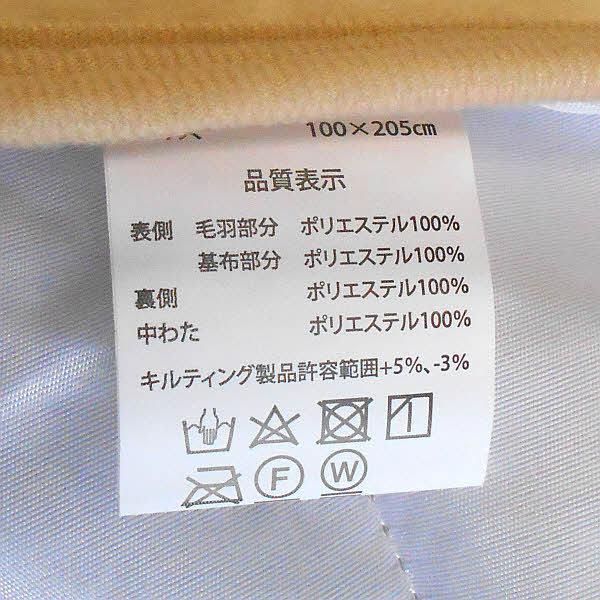 100×205cm
品質表示
表側 毛羽部分 ポリエステル100%
基布部分 ポリエステル100%
裏側 ポリエステル100%
中わた ポリエステル100%
キルティング製品許容範囲+5%、-3%
F W